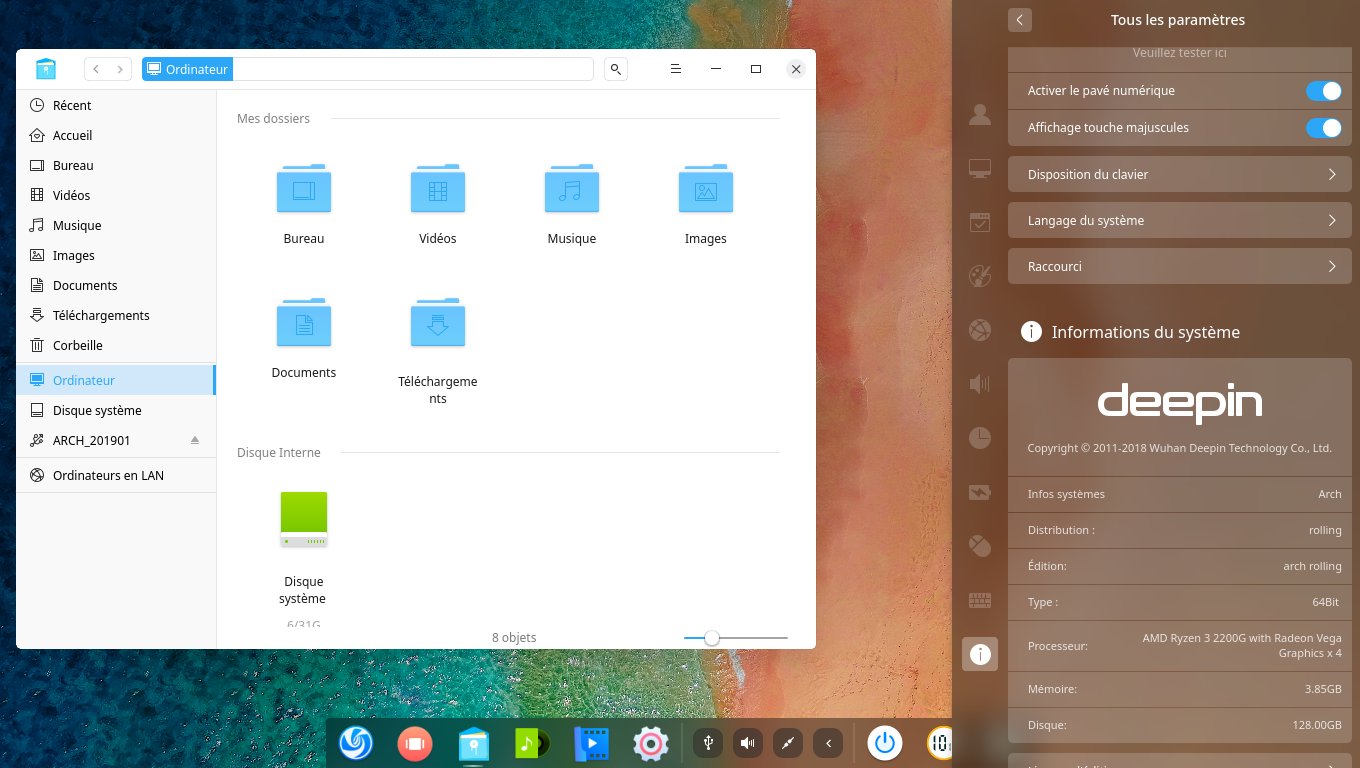 Ordinateur
Récent
Accueil
Bureau
Vidéos
Musique
Images
Documents
Téléchargements
Corbeille
Ordinateur
Disque système
ARCH_201901
Ordinateurs en LAN
Mes dossiers
Bureau
Vidéos
Musique
Images
Documents
Téléchargeme
nts
Disque Interne
Disque
système
6/31G
8 objets
Tous les paramètres
Veuillez tester ici
Activer le pavé numérique
Affichage touche majuscules
Disposition du clavier
Langage du système
Raccourci
Informations du système
deepin
Copyright © 2011-2018 Wuhan Deepin Technology Co., Ltd.
Infos systèmes Arch
Distribution : rolling
Édition: arch rolling
Type : 64Bit
Processeur: AMD Ryzen 3 2200G with Radeon Vega
Graphics x 4
Mémoire: 3.85GB
Disque: 128.00GB
10